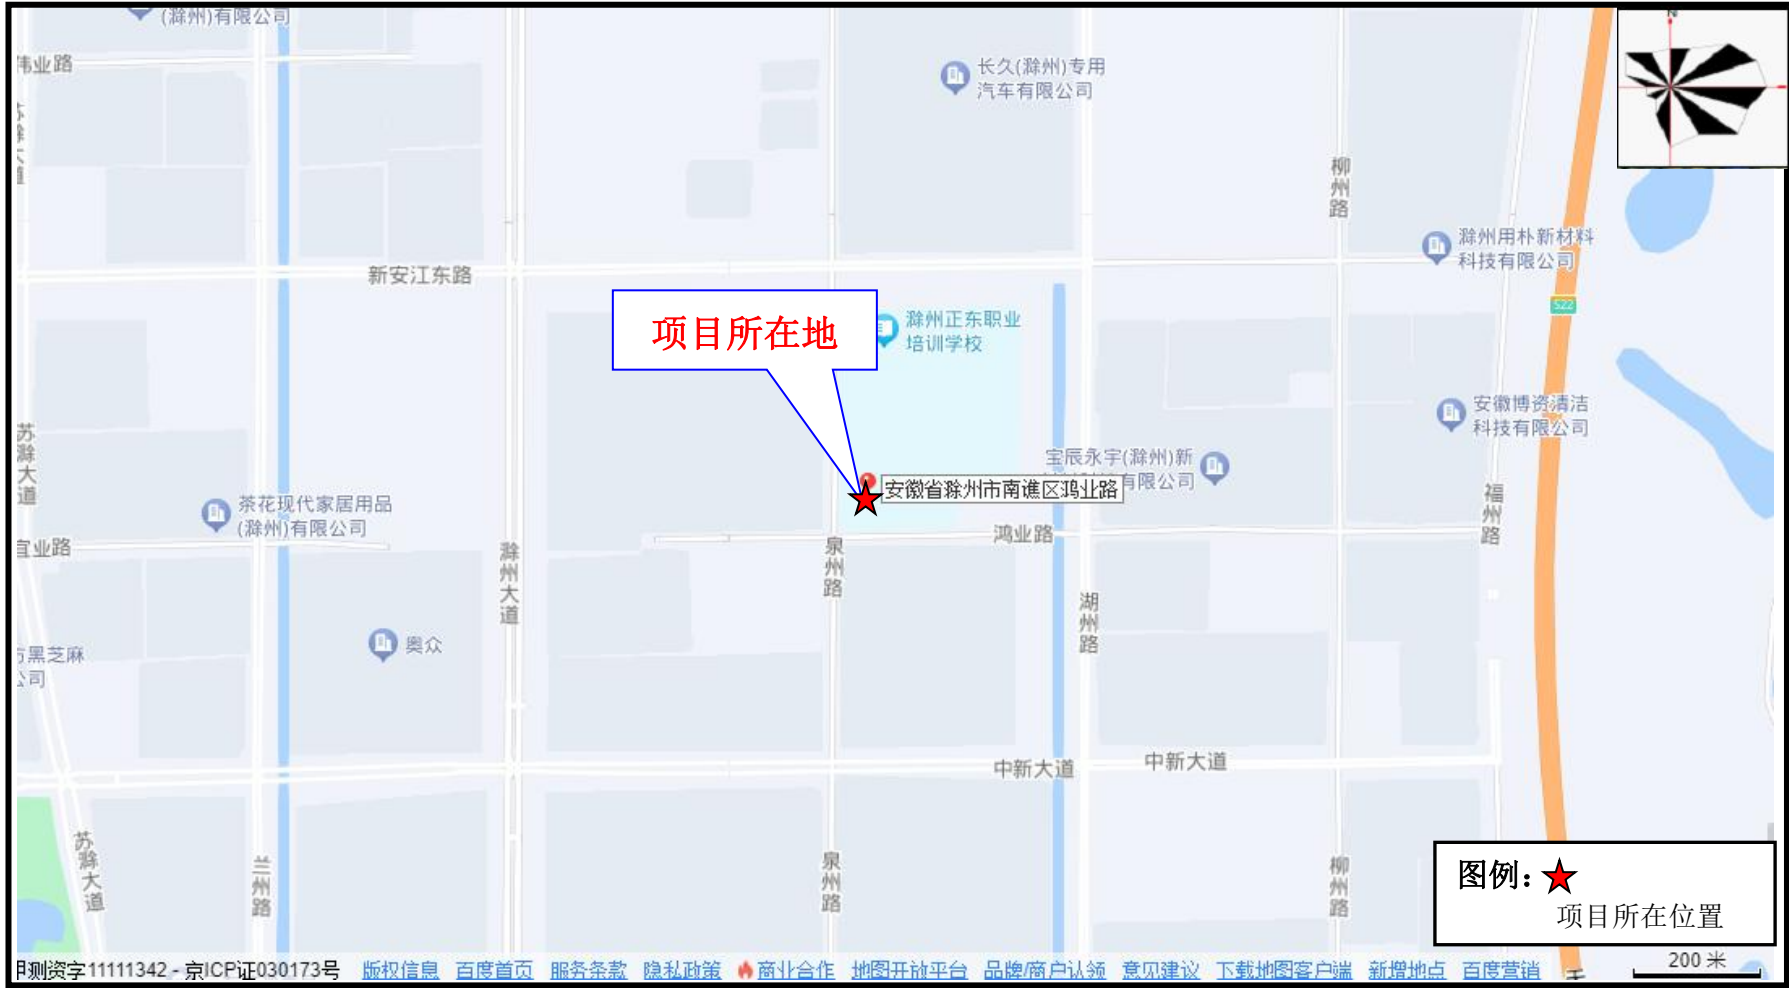 (滁州)有限公司
N
伟业路
长久(滁州)专用
汽车有限公司
柳州路
滁州用朴新材料
科技有限公司
新安江东路
S22
项目所在地
滁州正东职业
培训学校
安徽博资清洁
科技有限公司
苏滁大道
宝辰永宇(滁州)新
有限公司
安徽省滁州市南谯区鸿业路
茶花现代家居用品
(滁州)有限公司
福州路
宜业路
鸿业路
滁州大道
泉州路
湖州路
奥众
方黑芝麻
公司
中新大道
中新大道
苏滁大道
兰州路
泉州路
柳州路
图例：
项目所在位置
甲测资字11111342 - 京ICP证030173号 版权信息 百度首页 服务条款 隐私政策 商业合作 地图开放平台 品牌/商户认领 意见建议 下载地图客户端 新增地点 百度营销
200 米